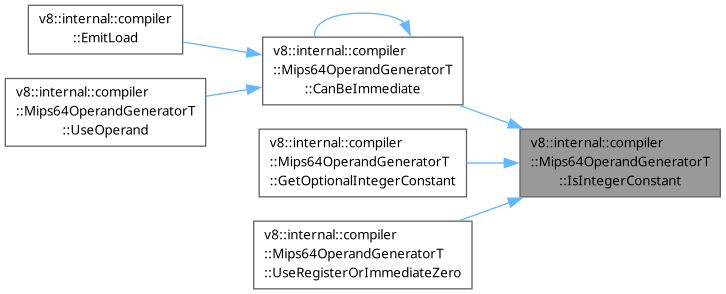 v8::internal::compiler
::EmitLoad
v8::internal::compiler
::Mips64OperandGeneratorT
::UseOperand
v8::internal::compiler
::Mips64OperandGeneratorT
::CanBeImmediate
v8::internal::compiler
::Mips64OperandGeneratorT
::GetOptionalIntegerConstant
v8::internal::compiler
::Mips64OperandGeneratorT
::UseRegisterOrImmediateZero
v8::internal::compiler
::Mips64OperandGeneratorT
::IsIntegerConstant